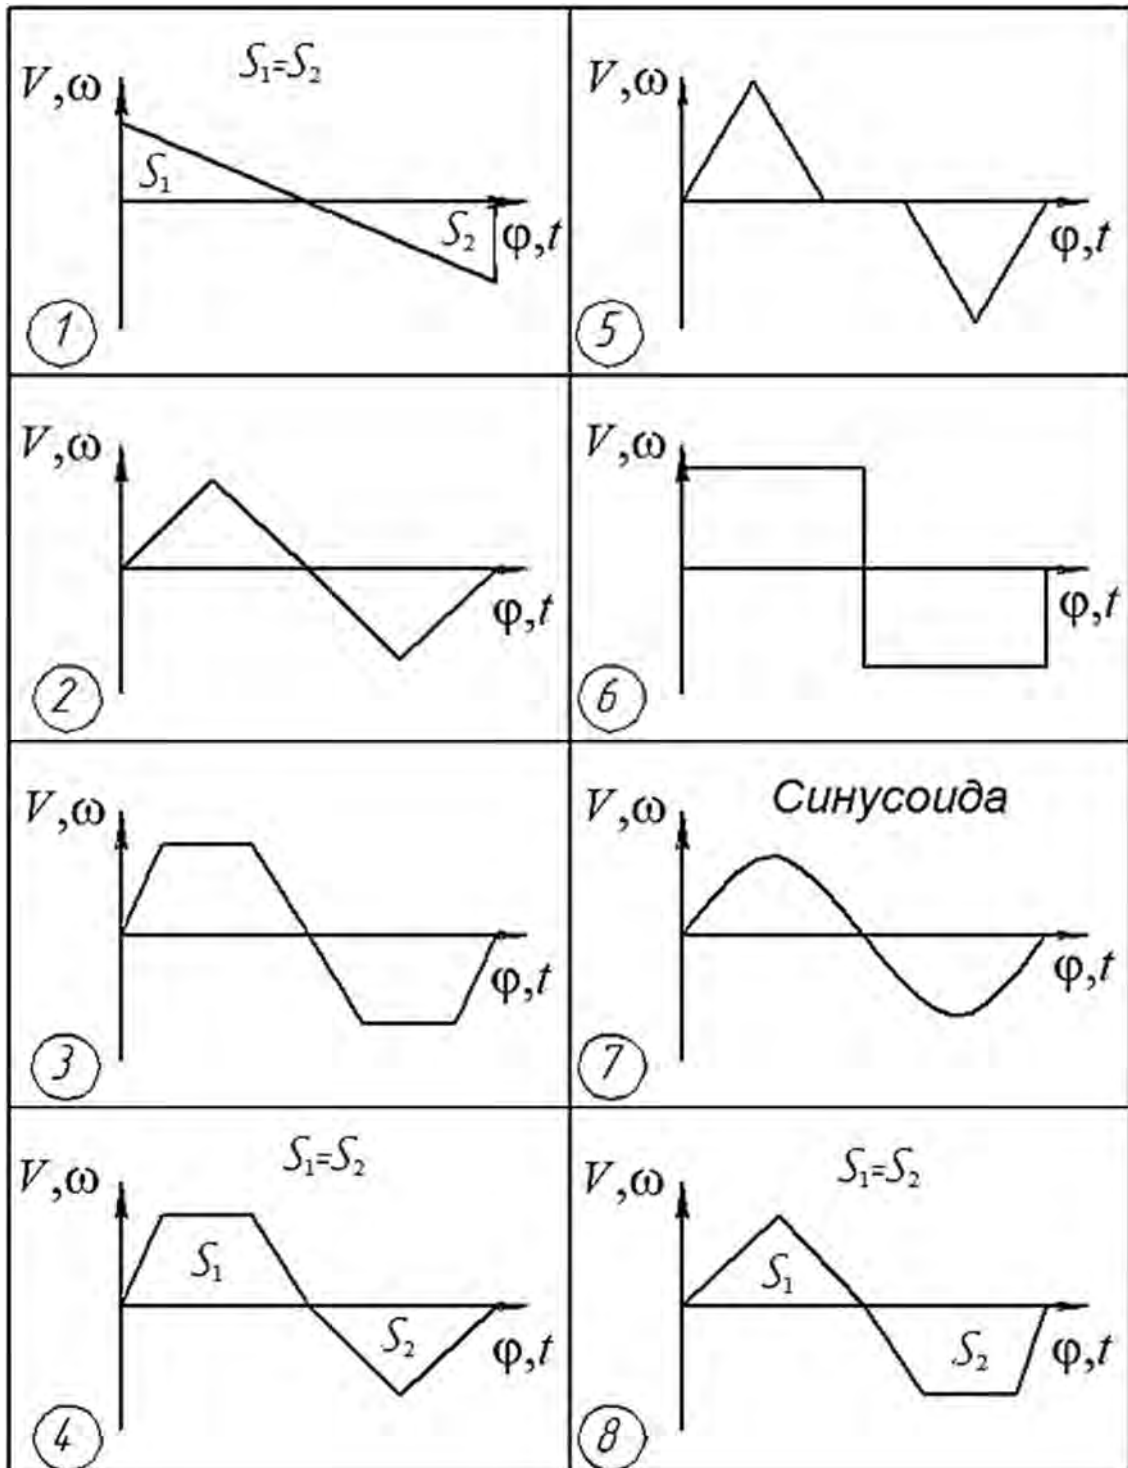 S₁=S₂
V,ω
S₁
S₂
φ,t
1
V,ω
φ,t
5
V,ω
φ,t
2
V,ω
φ,t
6
V,ω
φ,t
3
Синусоида
V,ω
φ,t
7
S₁=S₂
V,ω
S₁
S₂
φ,t
4
S₁=S₂
V,ω
S₁
S₂
φ,t
8